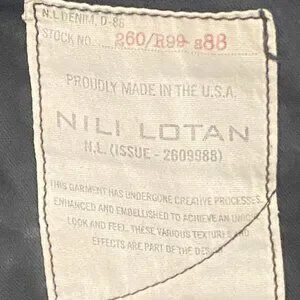 N.L DENIM, D-86
STOCK NO. 260/R99-s88
PROUDLY MADE IN THE U.S.A.
NILI LOTAN
N.L. (ISSUE - 2609988)
THIS GARMENT HAS UNDERGONE CREATIVE PROCESSES,
ENHANCED AND EMBELLISHED TO ACHIEVE AN UNIQUE
LOOK AND FEEL. THESE VARIOUS TEXTURES AND
EFFECTS ARE PART OF THE DESIGN